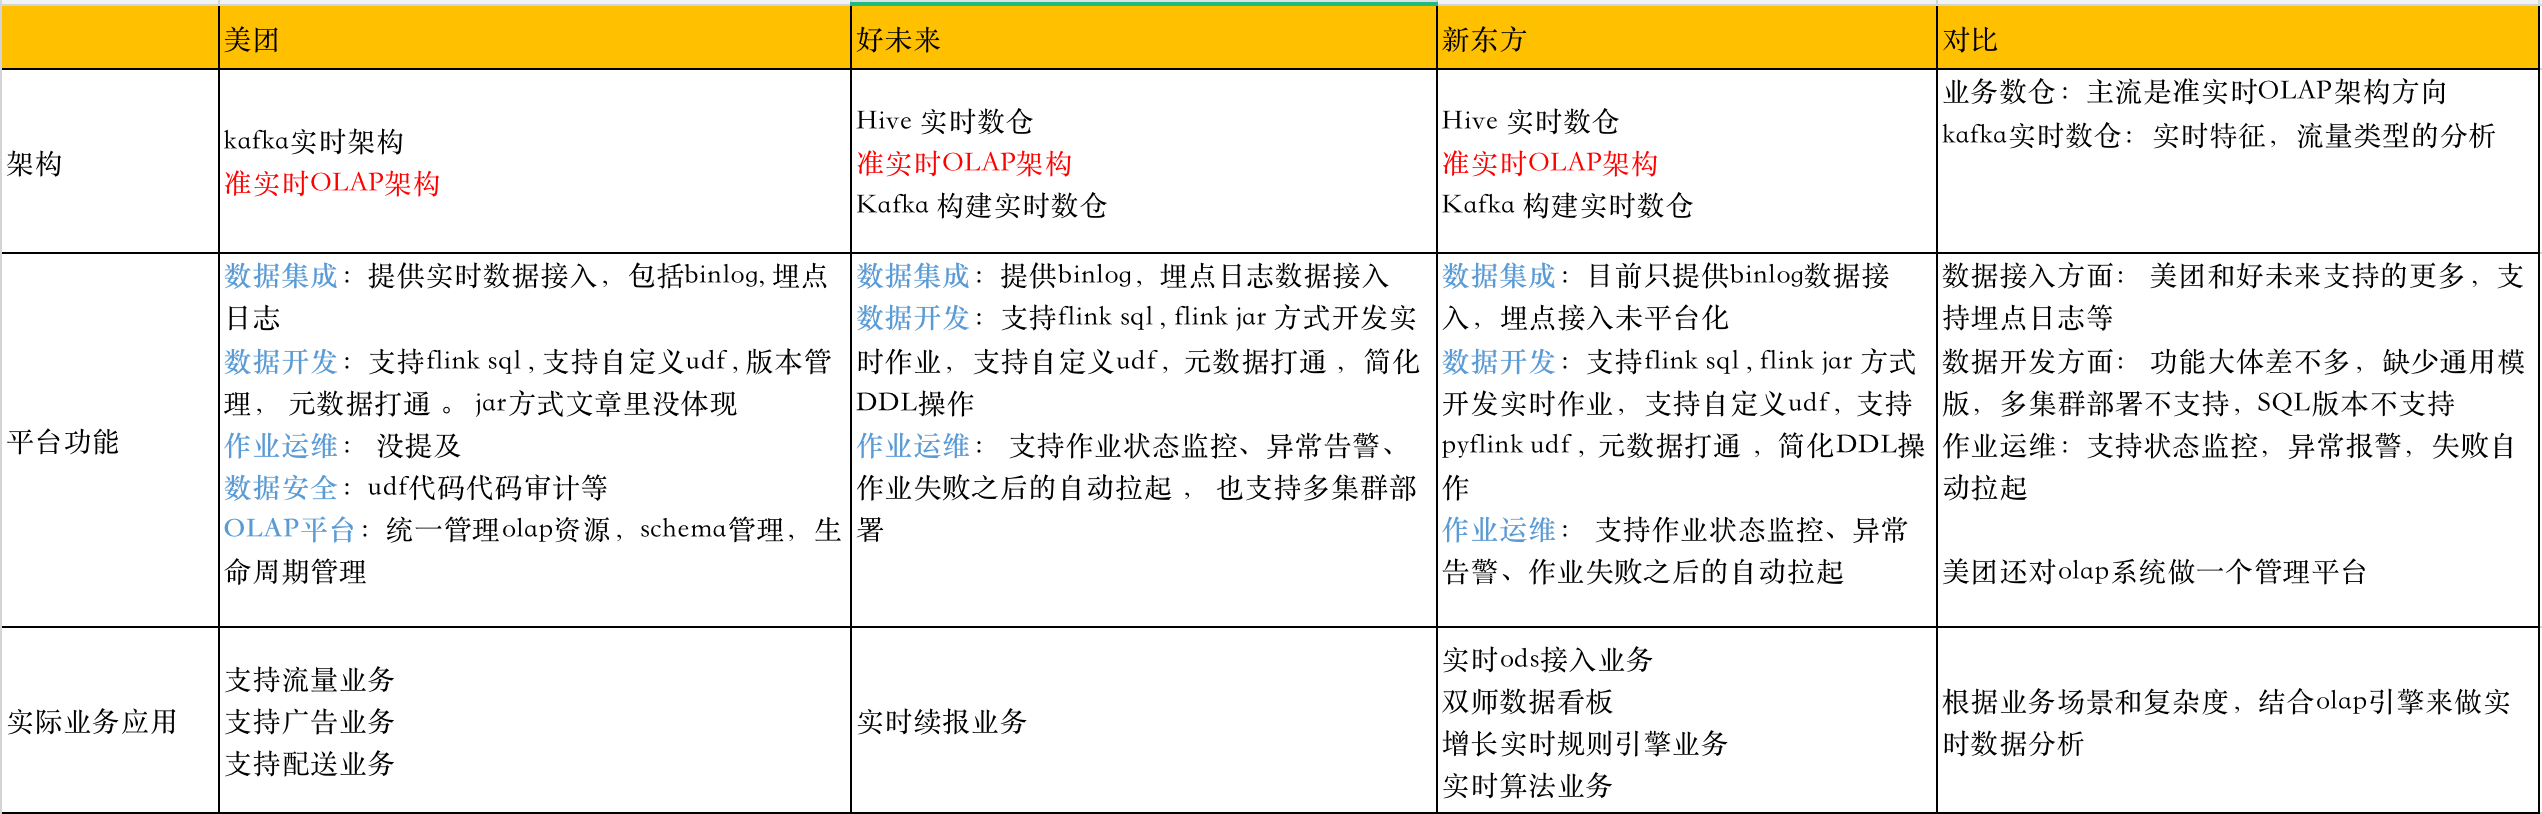 美团
好未来
新东方
对比
架构
kafka实时架构
准实时OLAP架构
Hive 实时数仓
准实时OLAP架构
Kafka 构建实时数仓
Hive 实时数仓
准实时OLAP架构
Kafka 构建实时数仓
业务数仓：主流是准实时OLAP架构方向
kafka实时数仓：实时特征，流量类型的分析
平台功能
数据集成：提供实时数据接入，包括binlog, 埋点
日志
数据开发：支持flink sql , 支持自定义udf , 版本管
理， 元数据打通 。 jar方式文章里没体现
作业运维： 没提及
数据安全：udf代码代码审计等
OLAP平台：统一管理olap资源，schema管理，生
命周期管理
数据集成：提供binlog，埋点日志数据接入
数据开发：支持flink sql , flink jar 方式开发实
时作业，支持自定义udf，元数据打通 ，简化
DDL操作
作业运维： 支持作业状态监控、异常告警、
作业失败之后的自动拉起 ， 也支持多集群部
署
数据集成：目前只提供binlog数据接
入，埋点接入未平台化
数据开发：支持flink sql , flink jar 方式
开发实时作业，支持自定义udf，支持
pyflink udf , 元数据打通 ，简化DDL操
作
作业运维： 支持作业状态监控、异常
告警、作业失败之后的自动拉起
数据接入方面： 美团和好未来支持的更多，支
持埋点日志等
数据开发方面： 功能大体差不多，缺少通用模
版，多集群部署不支持，SQL版本不支持
作业运维：支持状态监控，异常报警，失败自
动拉起
美团还对olap系统做一个管理平台
实际业务应用
支持流量业务
支持广告业务
支持配送业务
实时续报业务
实时ods接入业务
双师数据看板
增长实时规则引擎业务
实时算法业务
根据业务场景和复杂度，结合olap引擎来做实
时数据分析